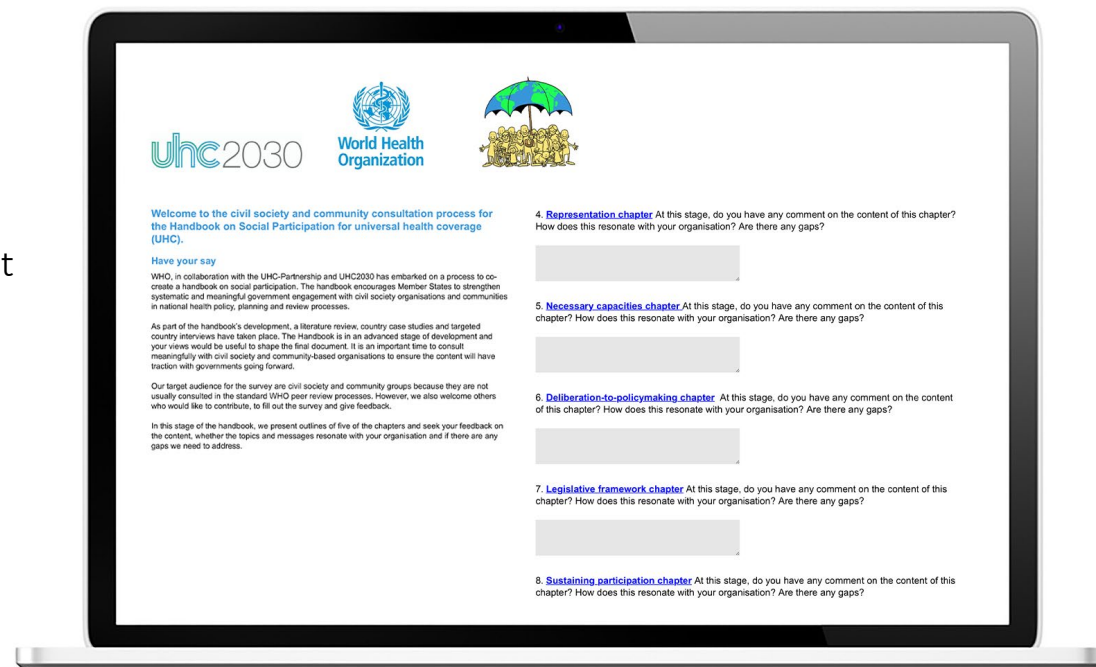 t
uhc2030
World Health
Organization
Welcome to the civil society and community consultation process for
the Handbook on Social Participation for universal health coverage
(UHC).
Have your say
WHO, in collaboration with the UHC-Partnership and UHC2030 has embarked on a process to co-
create a handbook on social participation. The handbook encourages Member States to strengthen
systematic and meaningful government engagement with civil society organisations and communities
in national health policy, planning and review processes.
As part of the handbook's development, a literature review, country case studies and targeted
country interviews have taken place. The Handbook is in an advanced stage of development and
your views would be useful to shape the final document. It is an important time to consult
meaningfully with civil society and community-based organisations to ensure the content will have
traction with governments going forward.
Our target audience for the survey are civil society and community groups because they are not
usually consulted in the standard WHO peer review processes. However, we also welcome others
who would like to contribute, to fill out the survey and give feedback.
In this stage of the handbook, we present outlines of five of the chapters and seek your feedback on
the content, whether the topics and messages resonate with your organisation and if there are any
gaps we need to address.
4. Representation chapter At this stage, do you have any comment on the content of this chapter?
How does this resonate with your organisation? Are there any gaps?
5. Necessary capacities chapter At this stage, do you have any comment on the content of this
chapter? How does this resonate with your organisation? Are there any gaps?
6. Deliberation-to-policymaking chapter At this stage, do you have any comment on the content
of this chapter? How does this resonate with your organisation? Are there any gaps?
7. Legislative framework chapter At this stage, do you have any comment on the content of this
chapter? How does this resonate with your organisation? Are there any gaps?
8. Sustaining participation chapter At this stage, do you have any comment on the content of this
chapter? How does this resonate with your organisation? Are there any gaps?